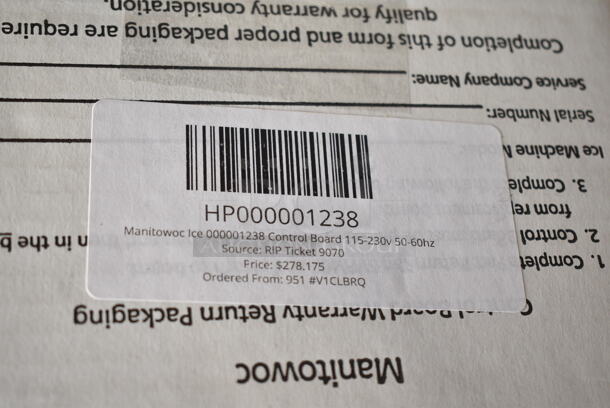 HP000001238
Manitowoc Ice 000001238 Control Board 115-230v 50-60hz
Source: RIP Ticket 9070
Price: $278.175
Ordered From: 951 #V1CLBRQ
Manitowoc
Board Warranty Return Packaging
1. Complet
2. Control
n in the
from re
3. Comple
Ice Machine
Serial Number:
Service Company Name:
Completion of this form and proper packaging are require
qualify for warranty consideration.